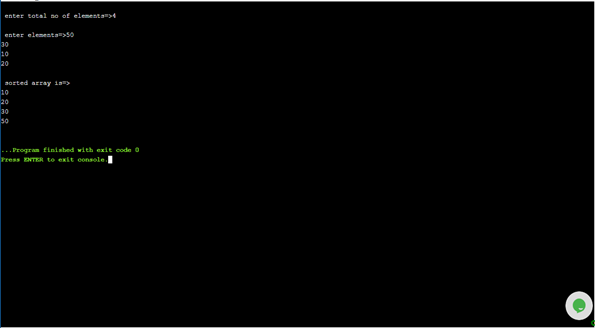 enter total no of elements=>4
enter elements=>50
30
10
20
sorted array is=>
10
20
30
50
...Program finished with exit code 0
Press ENTER to exit console.